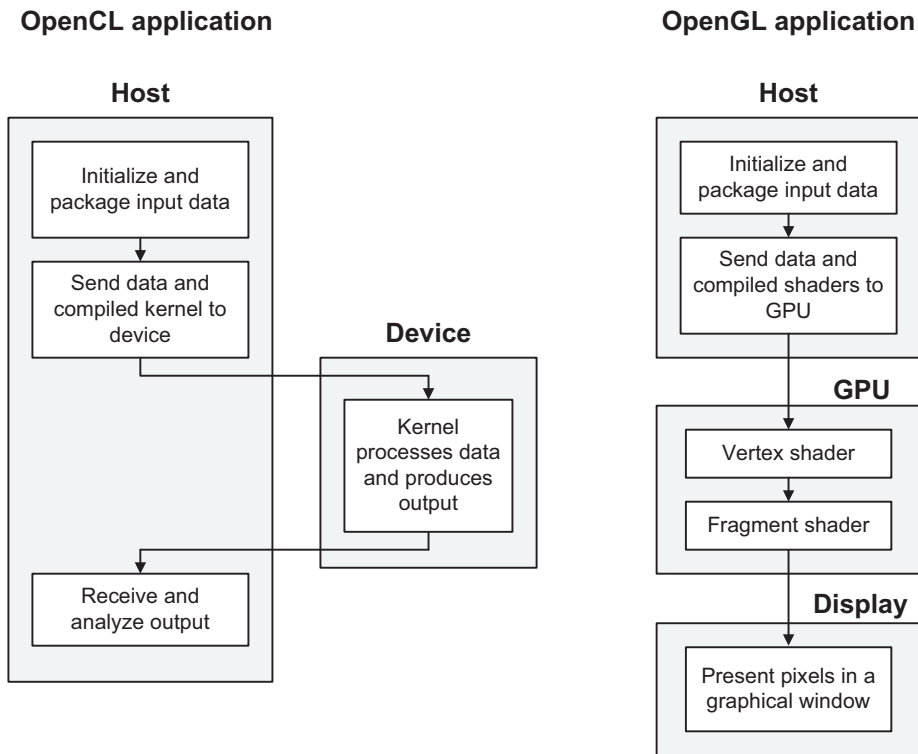 OpenCL application
Host
Initialize and
package input data
Send data and
compiled kernel to
device
Device
Kernel
processes data
and produces
output
Receive and
analyze output
OpenGL application
Host
Initialize and
package input data
Send data and
compiled shaders to
GPU
GPU
Vertex shader
Fragment shader
Display
Present pixels in a
graphical window